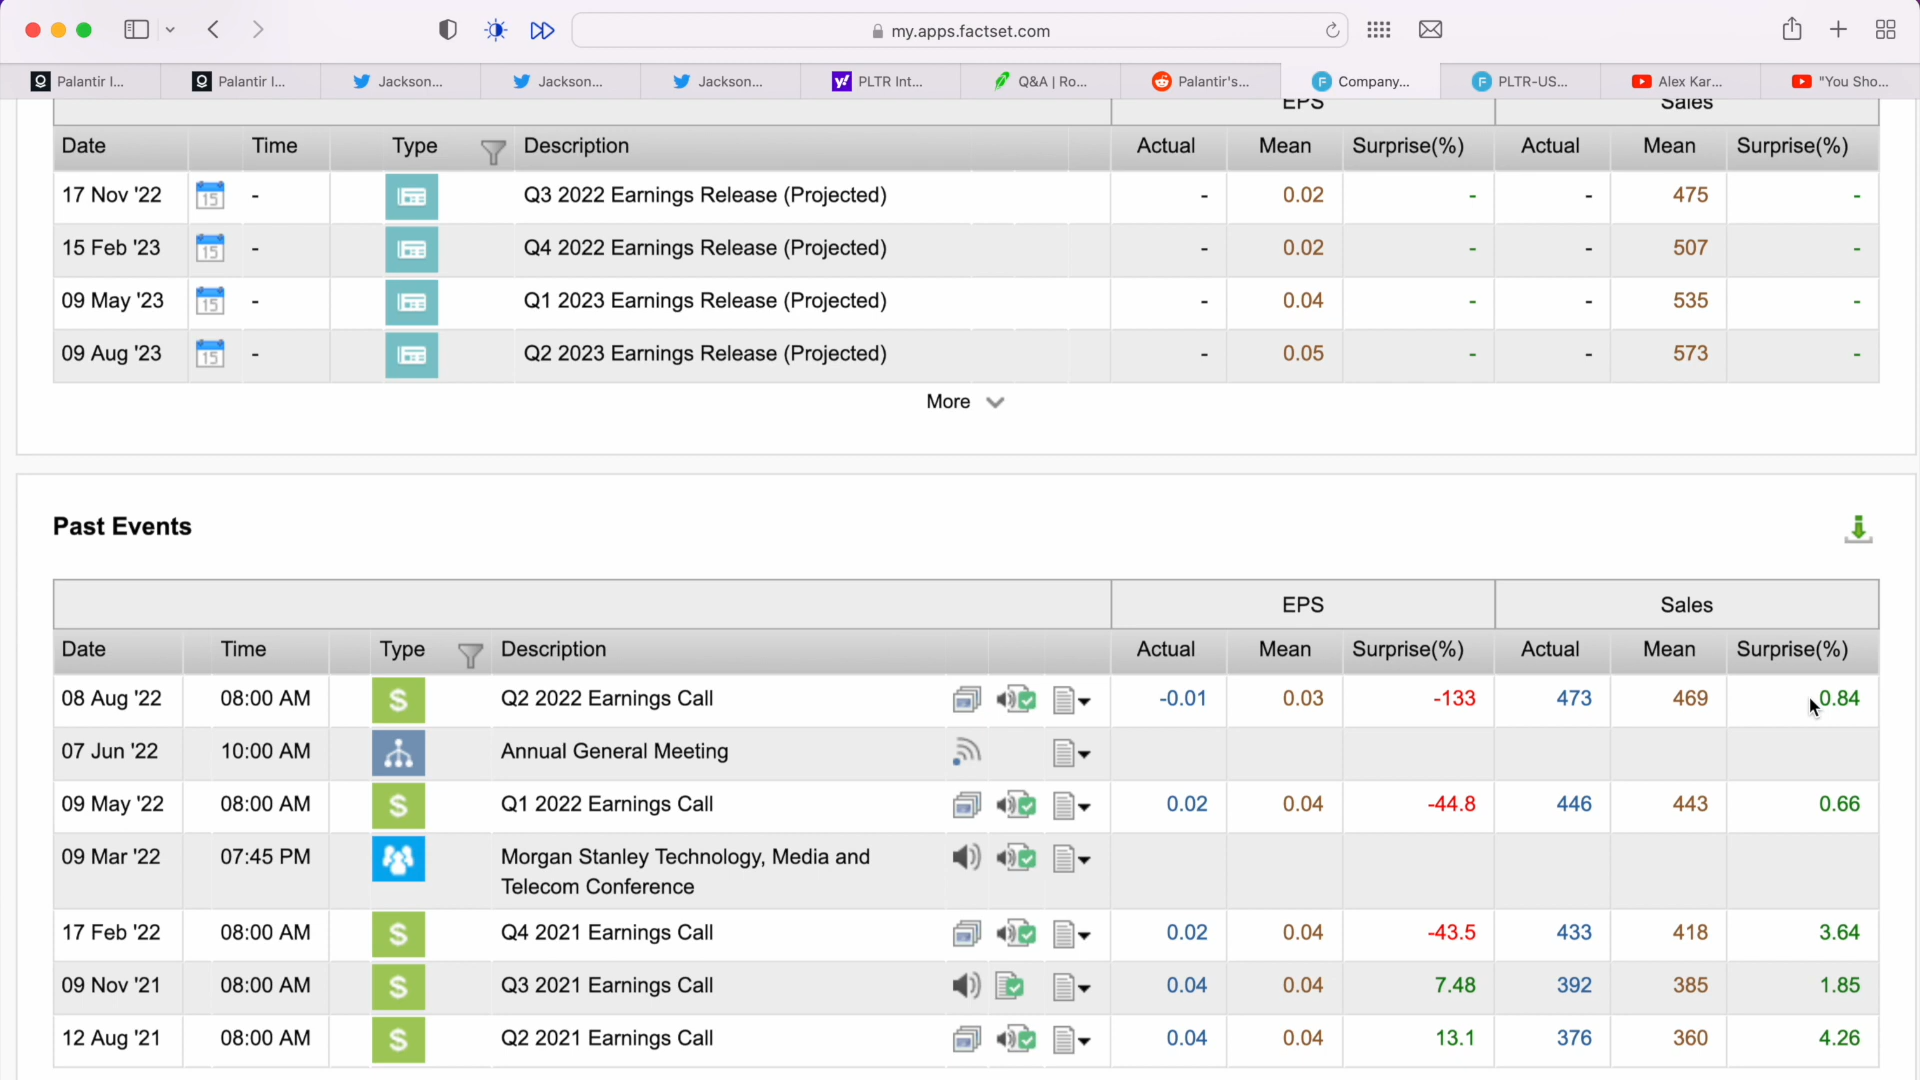 my.apps.factset.com
Palantir I... Palantir I... Jackson... Jackson... Jackson... PLTR Int... Q&A | Ro... Palantir's... Company... PLTR-US... Alex Kar... "You Sho...
EPS Sales
Date Time Type Description Actual Mean Surprise(%) Actual Mean Surprise(%)
17 Nov '22 15 - Q3 2022 Earnings Release (Projected) - 0.02 - - 475 -
15 Feb '23 15 - Q4 2022 Earnings Release (Projected) - 0.02 - - 507 -
09 May '23 15 - Q1 2023 Earnings Release (Projected) - 0.04 - - 535 -
09 Aug '23 15 - Q2 2023 Earnings Release (Projected) - 0.05 - - 573 -
More
Past Events
EPS Sales
Date Time Type Description Actual Mean Surprise(%) Actual Mean Surprise(%)
08 Aug '22 08:00 AM $ Q2 2022 Earnings Call -0.01 0.03 -133 473 469 0.84
07 Jun '22 10:00 AM Annual General Meeting
09 May '22 08:00 AM $ Q1 2022 Earnings Call 0.02 0.04 -44.8 446 443 0.66
09 Mar '22 07:45 PM Morgan Stanley Technology, Media and
Telecom Conference
17 Feb '22 08:00 AM $ Q4 2021 Earnings Call 0.02 0.04 -43.5 433 418 3.64
09 Nov '21 08:00 AM $ Q3 2021 Earnings Call 0.04 0.04 7.48 392 385 1.85
12 Aug '21 08:00 AM $ Q2 2021 Earnings Call 0.04 0.04 13.1 376 360 4.26